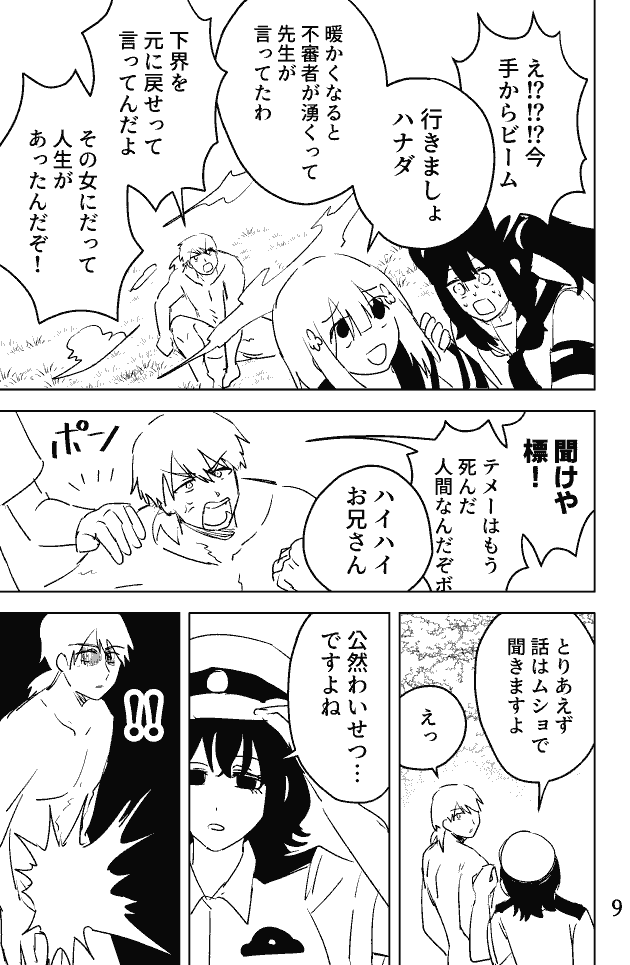 え!?!?!?今
手からビーム
行きましょ
ハナダ
暖かくなると
不審者が湧くって
先生が
言ってたわ
下界を
元に戻せって
言ってんだよ
その女にだって
人生が
あったんだぞ！
聞けや
標！
テメーはもう
死んだ
人間なんだぞボ
ハイハイ
お兄さん
ポン
とりあえず
話はムショで
聞きますよ
えっ
公然わいせつ…
ですよね
!!
9